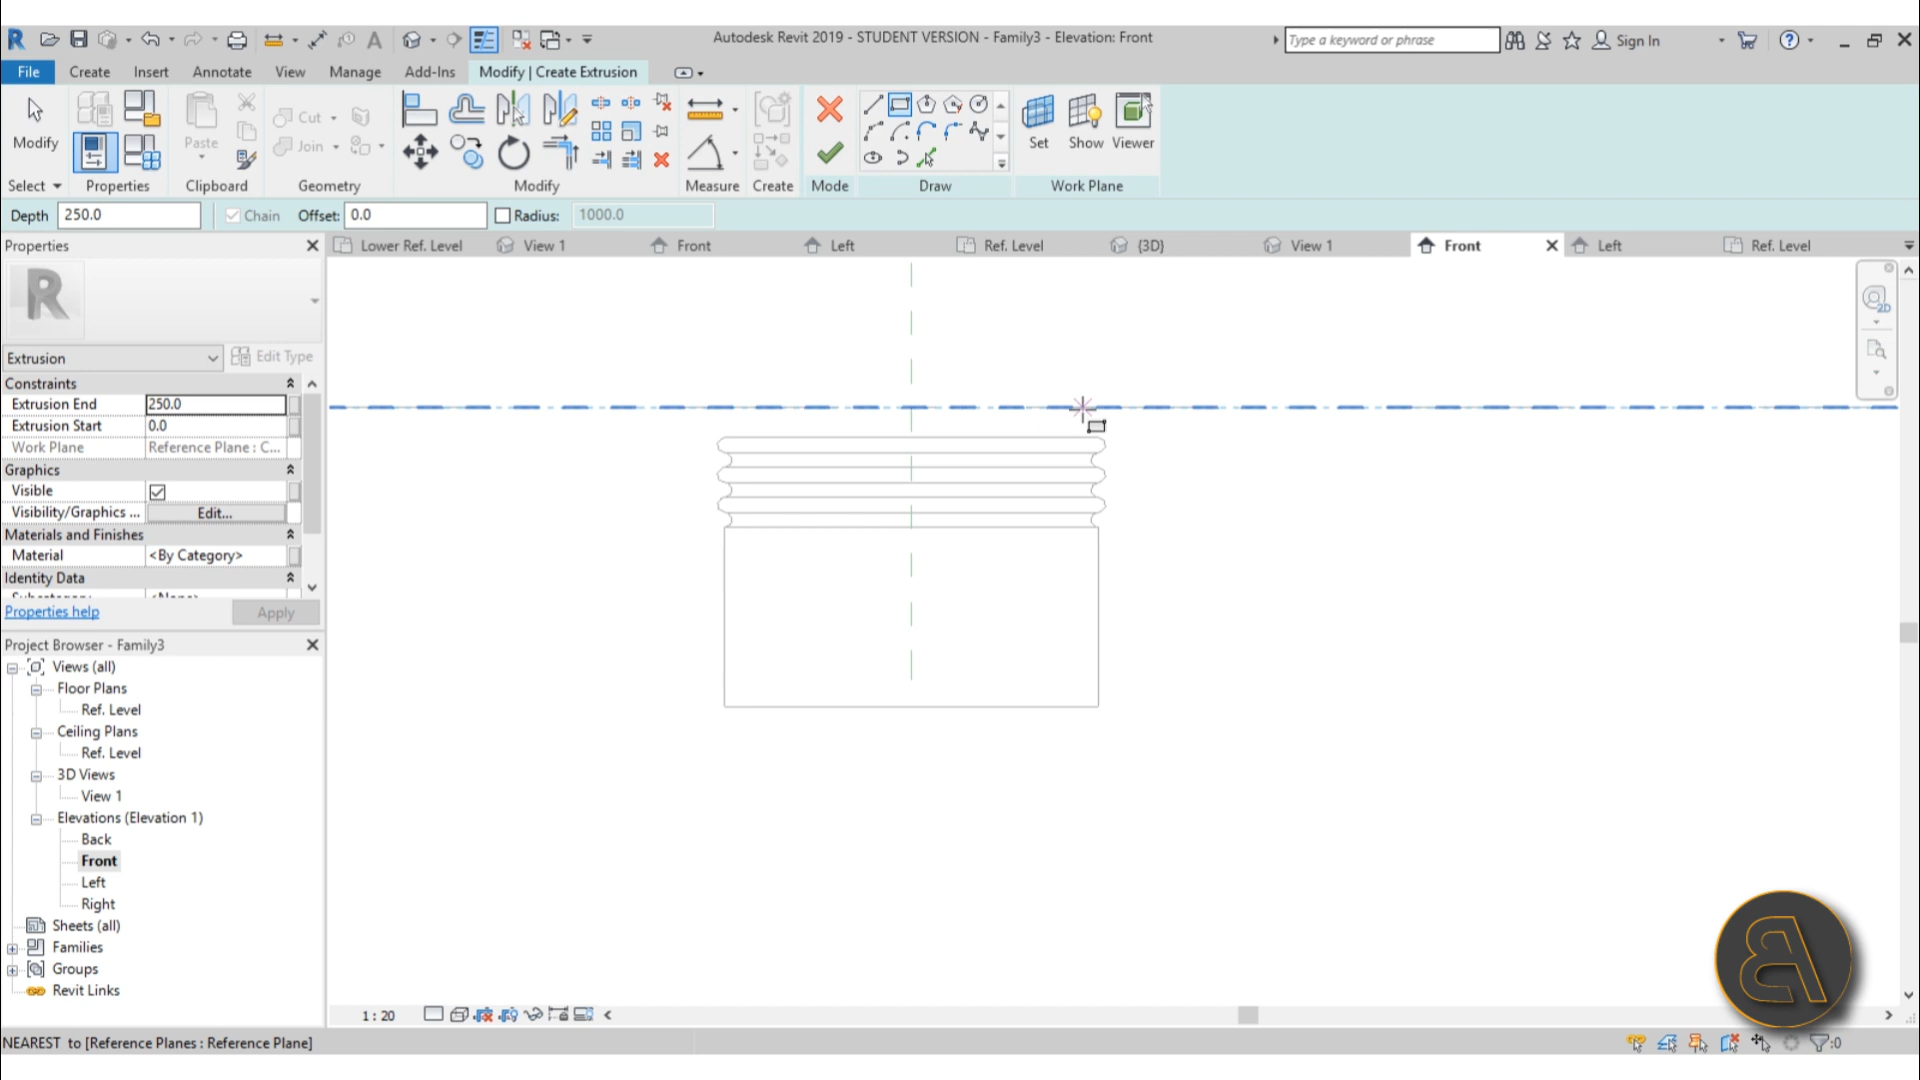 Autodesk Revit 2019 - STUDENT VERSION - Family3 - Elevation: Front
Type a keyword or phrase
Sign In
File Create Insert Annotate View Manage Add-Ins Modify | Create Extrusion
Modify
Paste
Cut
Join
Set Show Viewer
Select Properties Clipboard Geometry Modify Measure Create Mode Draw Work Plane
Depth 250.0 Chain Offset: 0.0 Radius: 1000.0
Properties
Lower Ref. Level View 1 Front Left Ref. Level {3D} View 1 Front Left Ref. Level
2D
Extrusion Edit Type
Constraints
Extrusion End 250.0
Extrusion Start 0.0
Work Plane Reference Plane : C...
Graphics
Visible
Visibility/Graphics ... Edit...
Materials and Finishes
Material <By Category>
Identity Data
Properties help Apply
Project Browser - Family3
Views (all)
Floor Plans
Ref. Level
Ceiling Plans
Ref. Level
3D Views
View 1
Elevations (Elevation 1)
Back
Front
Left
Right
Sheets (all)
Families
Groups
Revit Links
1 : 20
NEAREST to [Reference Planes : Reference Plane]
:0